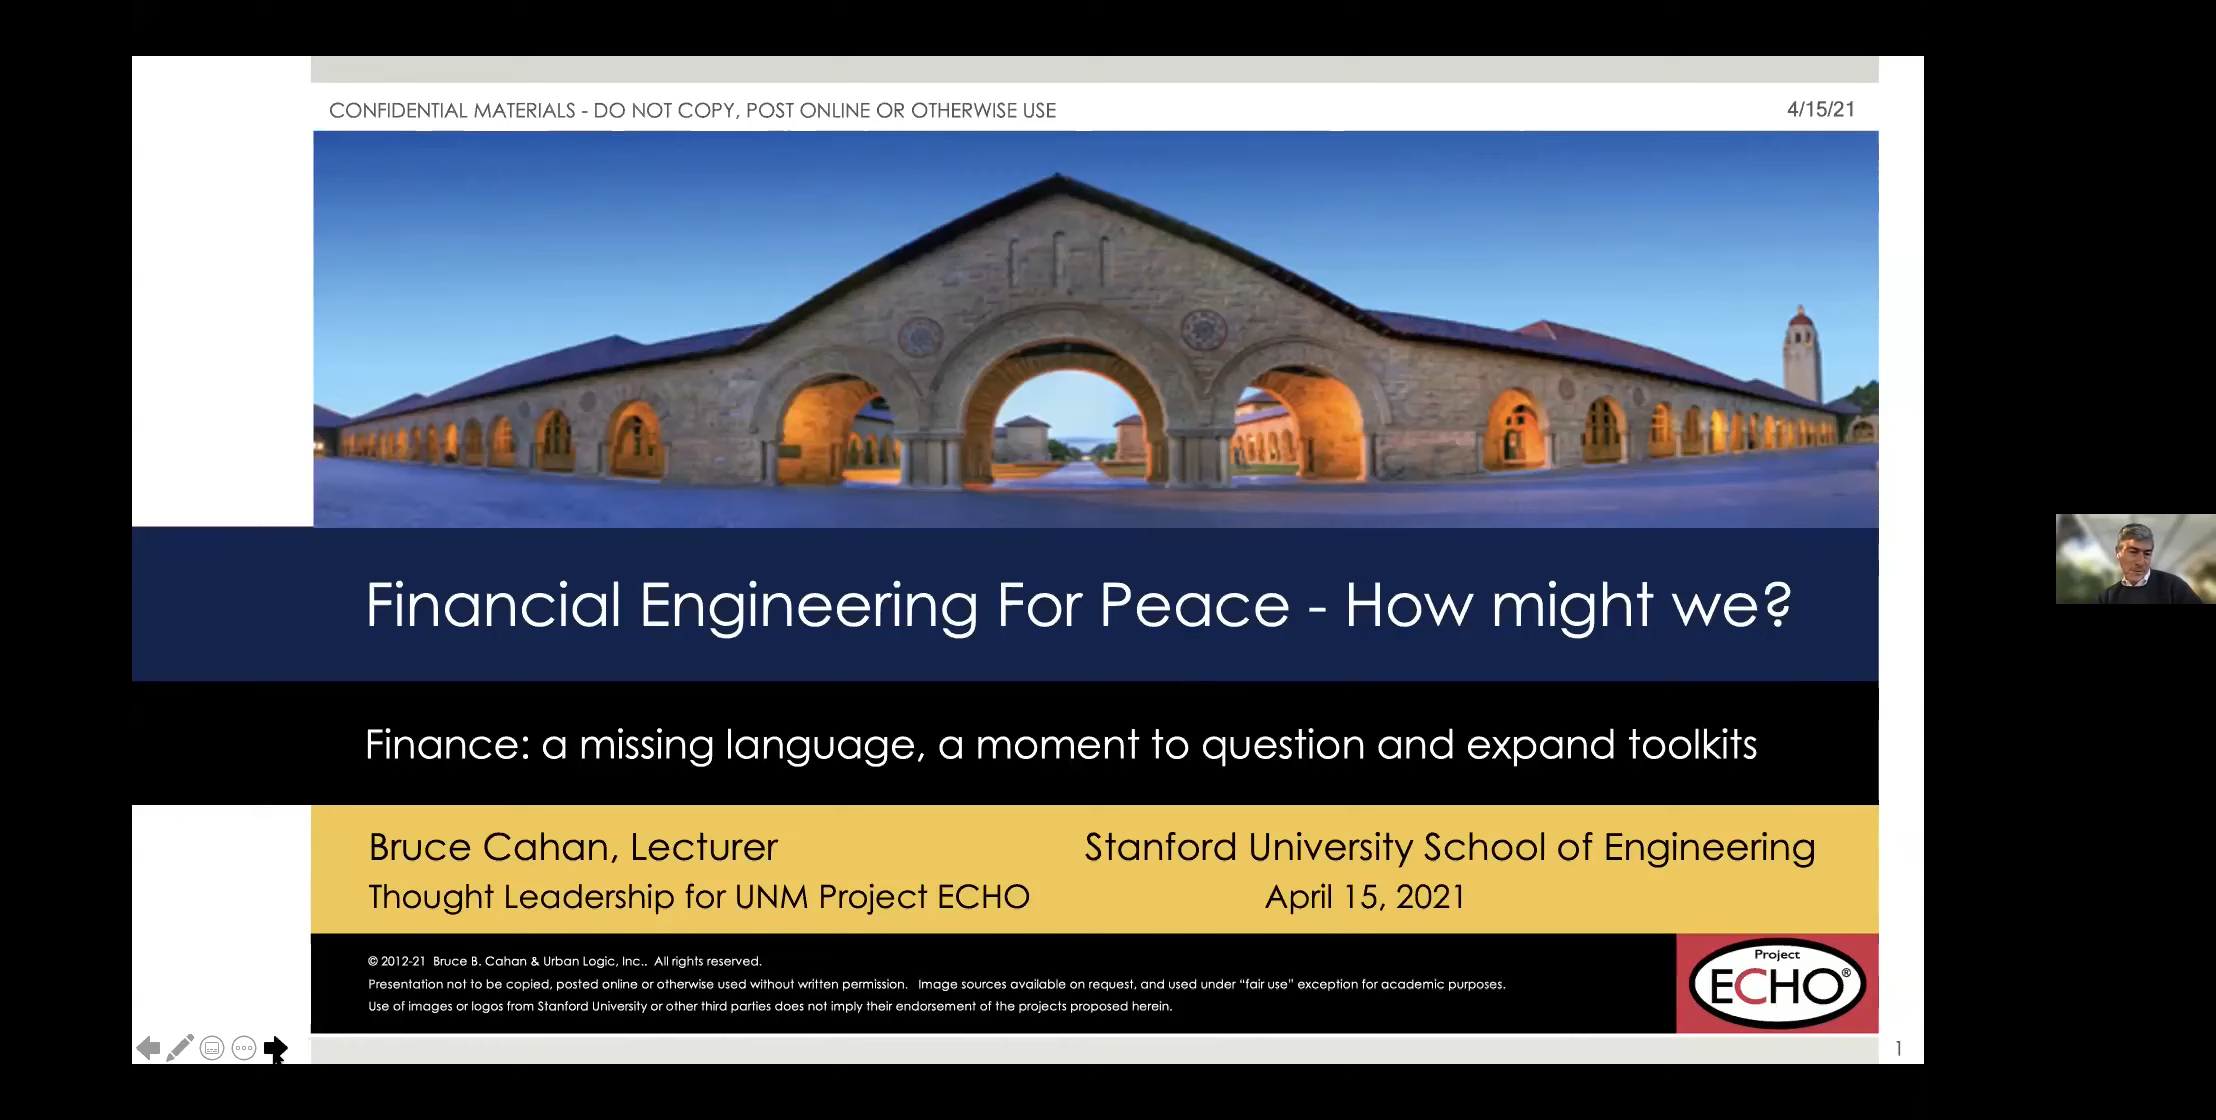 CONFIDENTIAL MATERIALS - DO NOT COPY, POST ONLINE OR OTHERWISE USE
4/15/21
Financial Engineering For Peace - How might we?
Finance: a missing language, a moment to question and expand toolkits
Bruce Cahan, Lecturer
Stanford University School of Engineering
Thought Leadership for UNM Project ECHO
April 15, 2021
© 2012-21 Bruce B. Cahan & Urban Logic, Inc.. All rights reserved.
Presentation not to be copied, posted online or otherwise used without written permission. Image sources available on request, and used under “fair use” exception for academic purposes.
Use of images or logos from Stanford University or other third parties does not imply their endorsement of the projects proposed herein.
Project
ECHO®
1